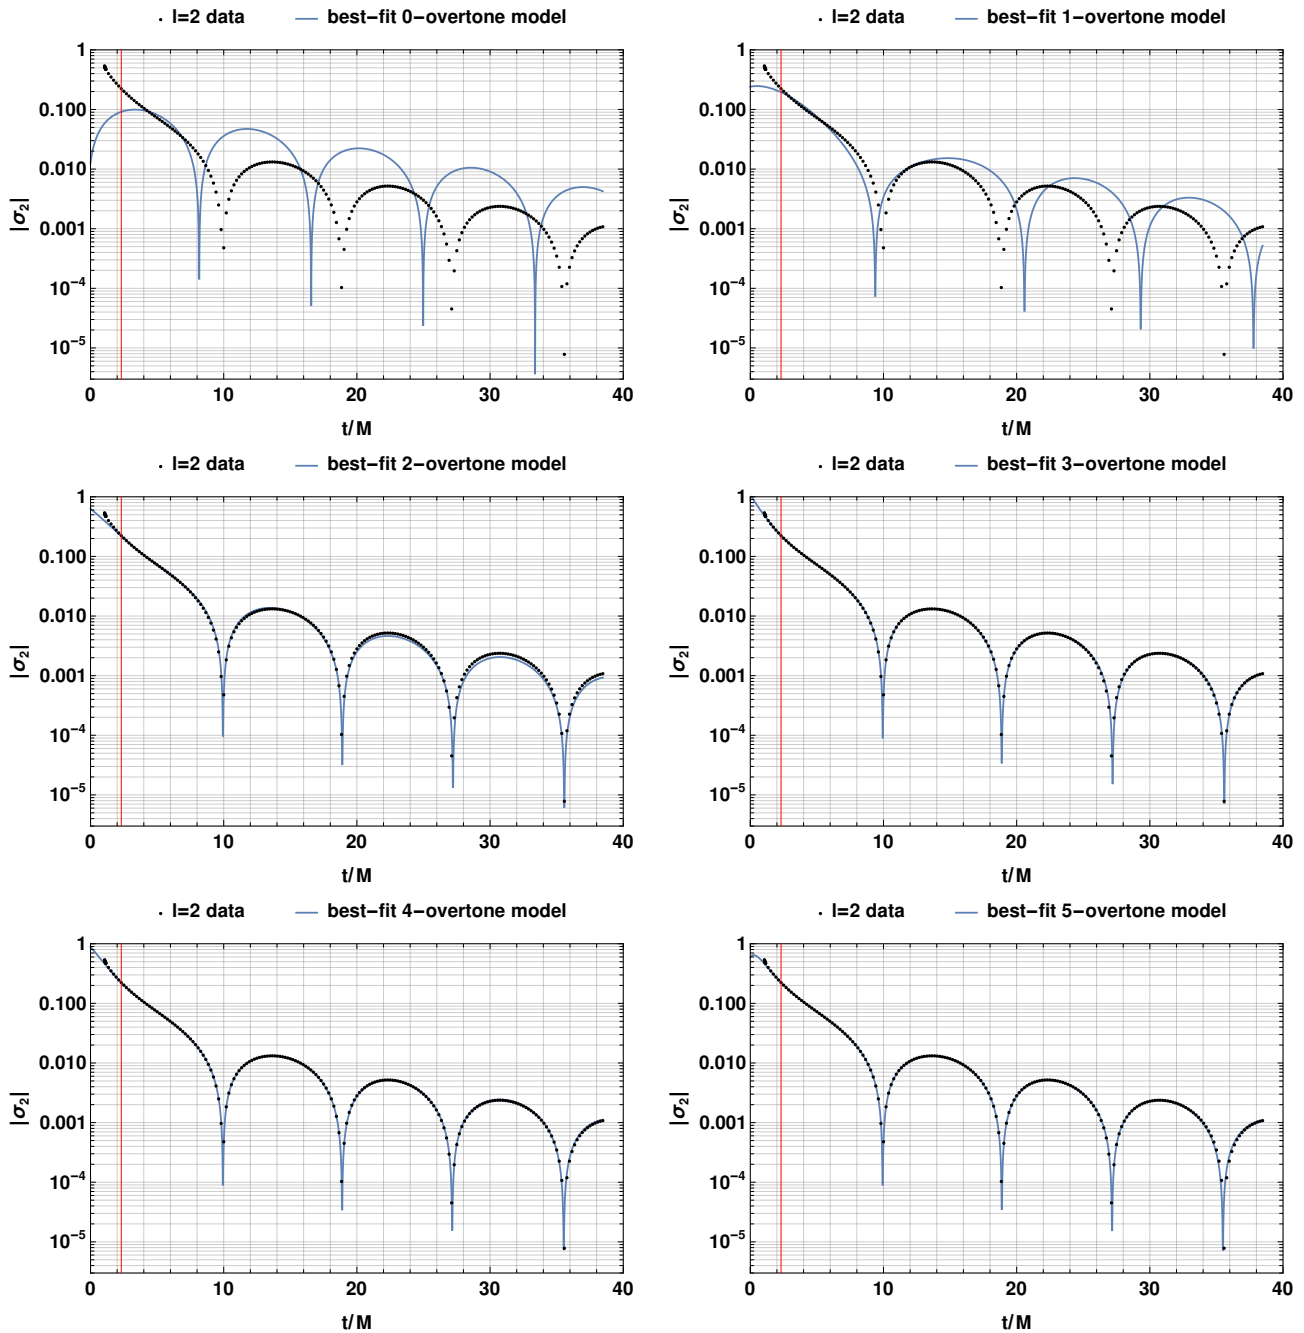 l=2 data best-fit 0-overtone model
1
0.100
0.010
0.001
10^-4
10^-5
|σ2|
0 10 20 30 40
t/M
l=2 data best-fit 1-overtone model
1
0.100
0.010
0.001
10^-4
10^-5
|σ2|
0 10 20 30 40
t/M
l=2 data best-fit 2-overtone model
1
0.100
0.010
0.001
10^-4
10^-5
|σ2|
0 10 20 30 40
t/M
l=2 data best-fit 3-overtone model
1
0.100
0.010
0.001
10^-4
10^-5
|σ2|
0 10 20 30 40
t/M
l=2 data best-fit 4-overtone model
1
0.100
0.010
0.001
10^-4
10^-5
|σ2|
0 10 20 30 40
t/M
l=2 data best-fit 5-overtone model
1
0.100
0.010
0.001
10^-4
10^-5
|σ2|
0 10 20 30 40
t/M